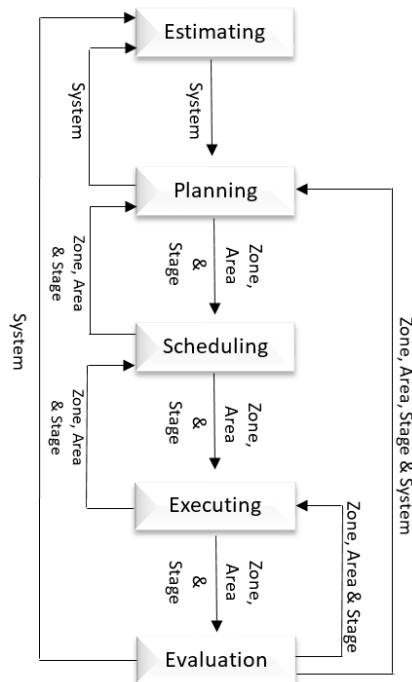 Estimating
System
System
Planning
Zone, Area
& Stage
Zone,
Area
&
Stage
Scheduling
System
Zone, Area, Stage & System
Zone, Area
& Stage
Zone,
Area
&
Stage
Executing
Zone,
Area
&
Stage
Zone, Area & Stage
Evaluation